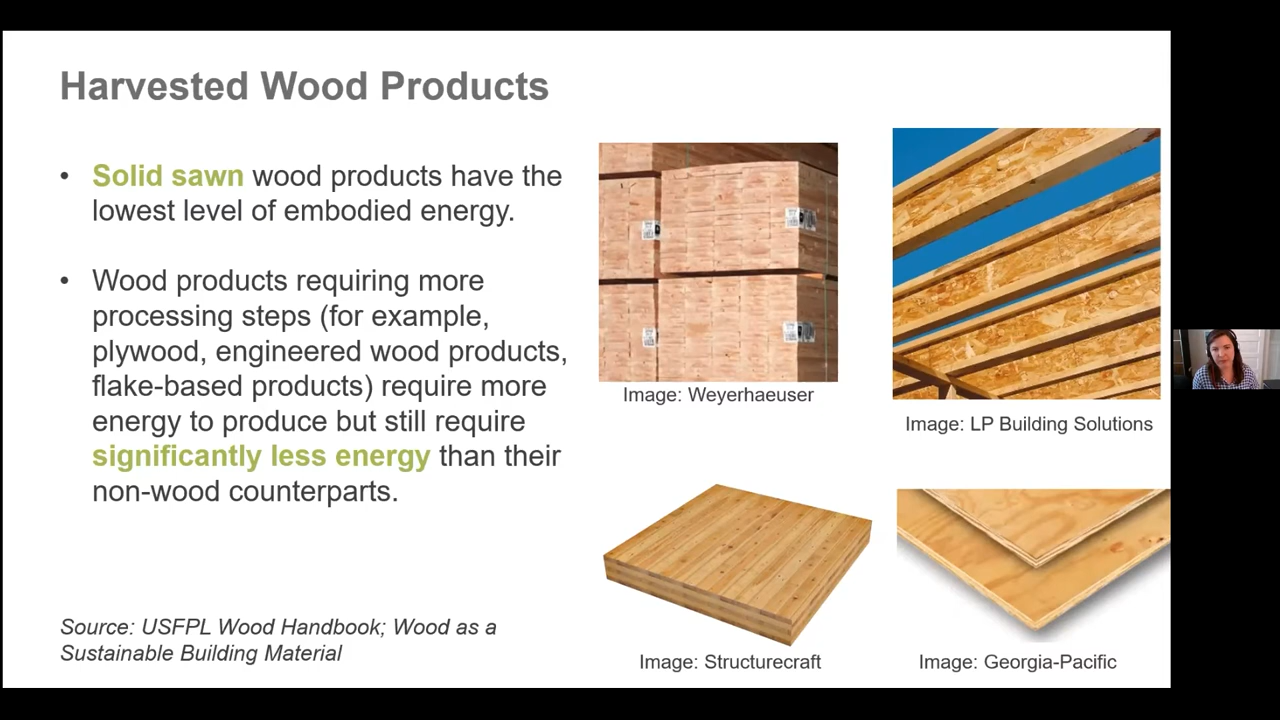 Harvested Wood Products
• Solid sawn wood products have the
lowest level of embodied energy.
• Wood products requiring more
processing steps (for example,
plywood, engineered wood products,
flake-based products) require more
energy to produce but still require
significantly less energy than their
non-wood counterparts.
Source: USFPL Wood Handbook; Wood as a
Sustainable Building Material
Image: Weyerhaeuser
Image: LP Building Solutions
Image: Structurecraft
Image: Georgia-Pacific